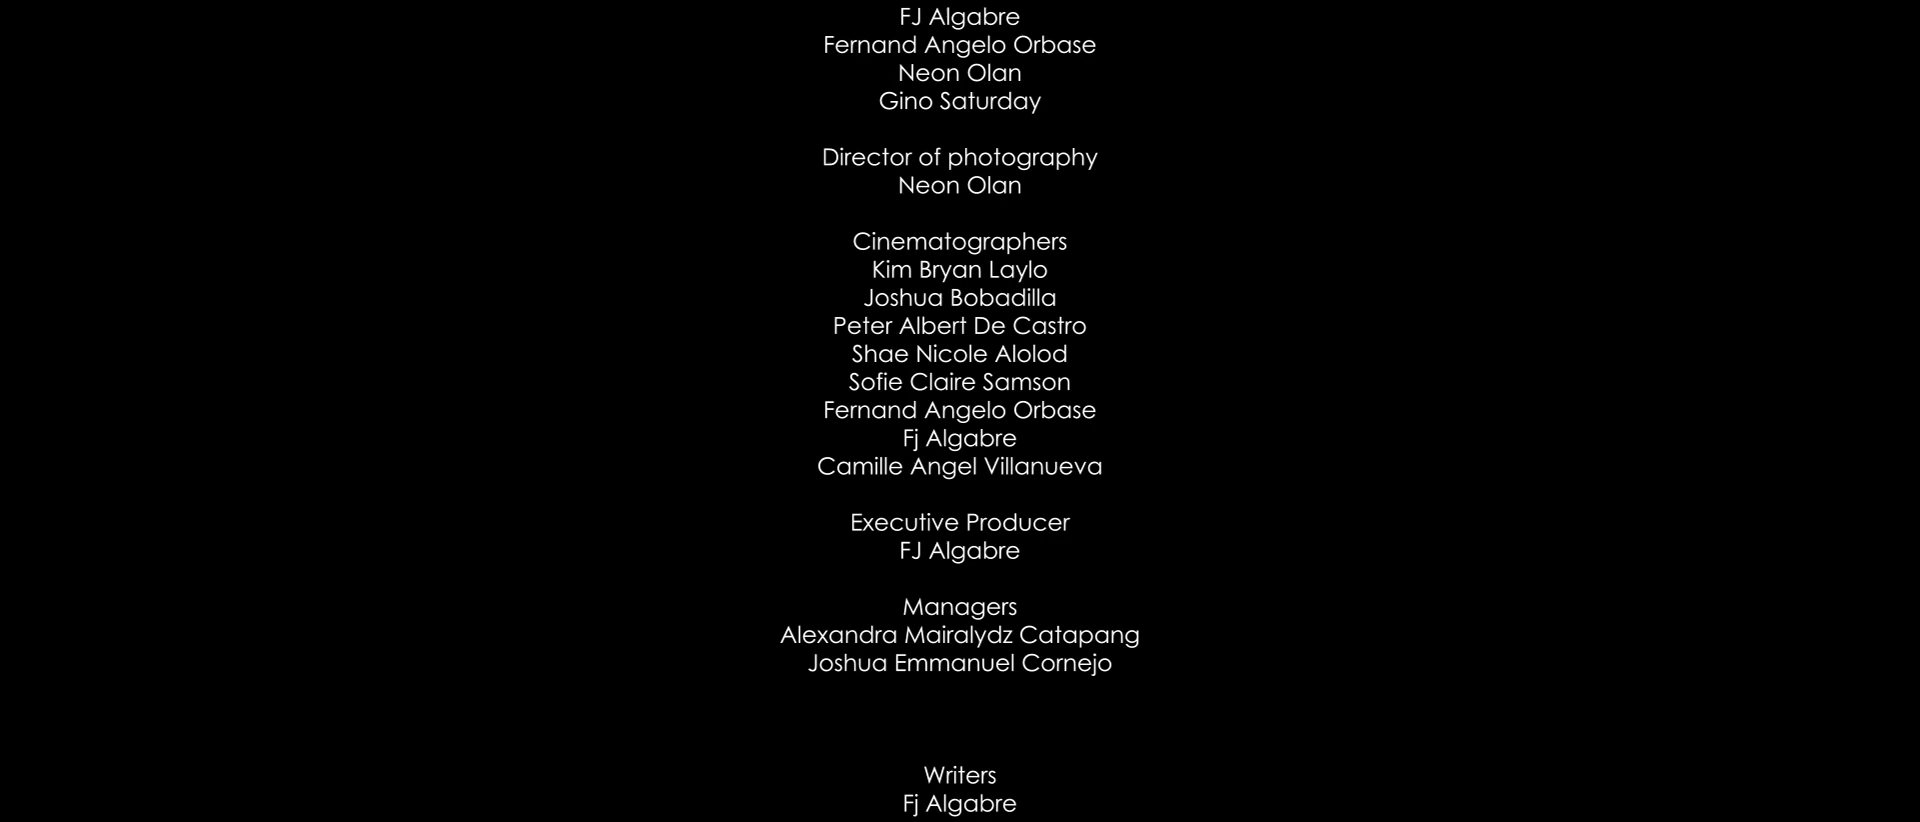 FJ Algabre
Fernand Angelo Orbase
Neon Olan
Gino Saturday
Director of photography
Neon Olan
Cinematographers
Kim Bryan Laylo
Joshua Bobadilla
Peter Albert De Castro
Shae Nicole Alolod
Sofie Claire Samson
Fernand Angelo Orbase
Fj Algabre
Camille Angel Villanueva
Executive Producer
FJ Algabre
Managers
Alexandra Mairalydz Catapang
Joshua Emmanuel Cornejo
Writers
Fj Algabre